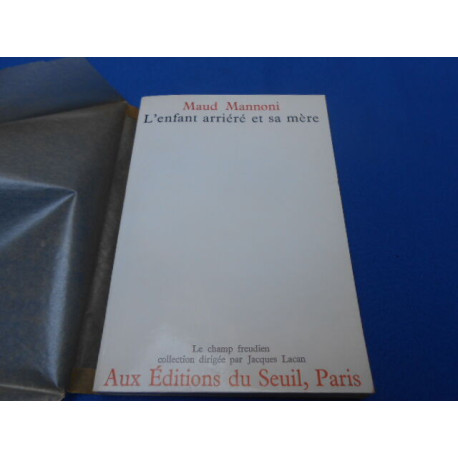 Maud Mannoni
L'enfant arriéré et sa mère
Le champ freudien
collection dirigée par Jacques Lacan
Aux Éditions du Seuil, Paris